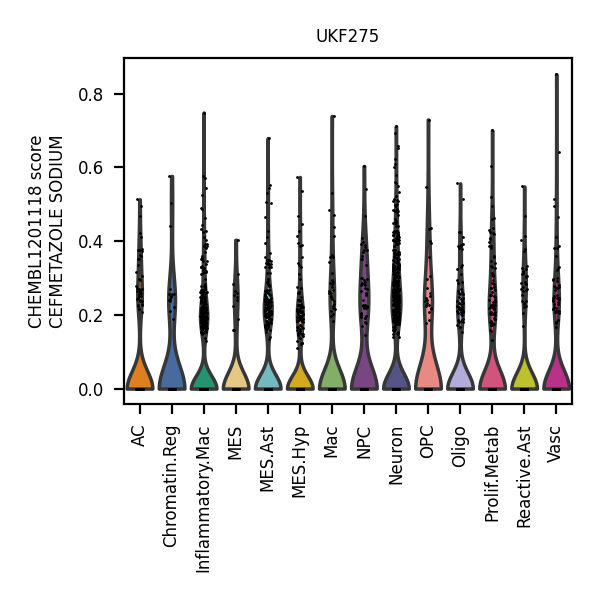 UKF275
CHEMBL1201118 score
CEFMETAZOLE SODIUM
0.8
0.6
0.4
0.2
0.0
AC
Chromatin.Reg
Inflammatory.Mac
MES
MES.Ast
MES.Hyp
Mac
NPC
Neuron
OPC
Oligo
Prolif.Metab
Reactive.Ast
Vasc